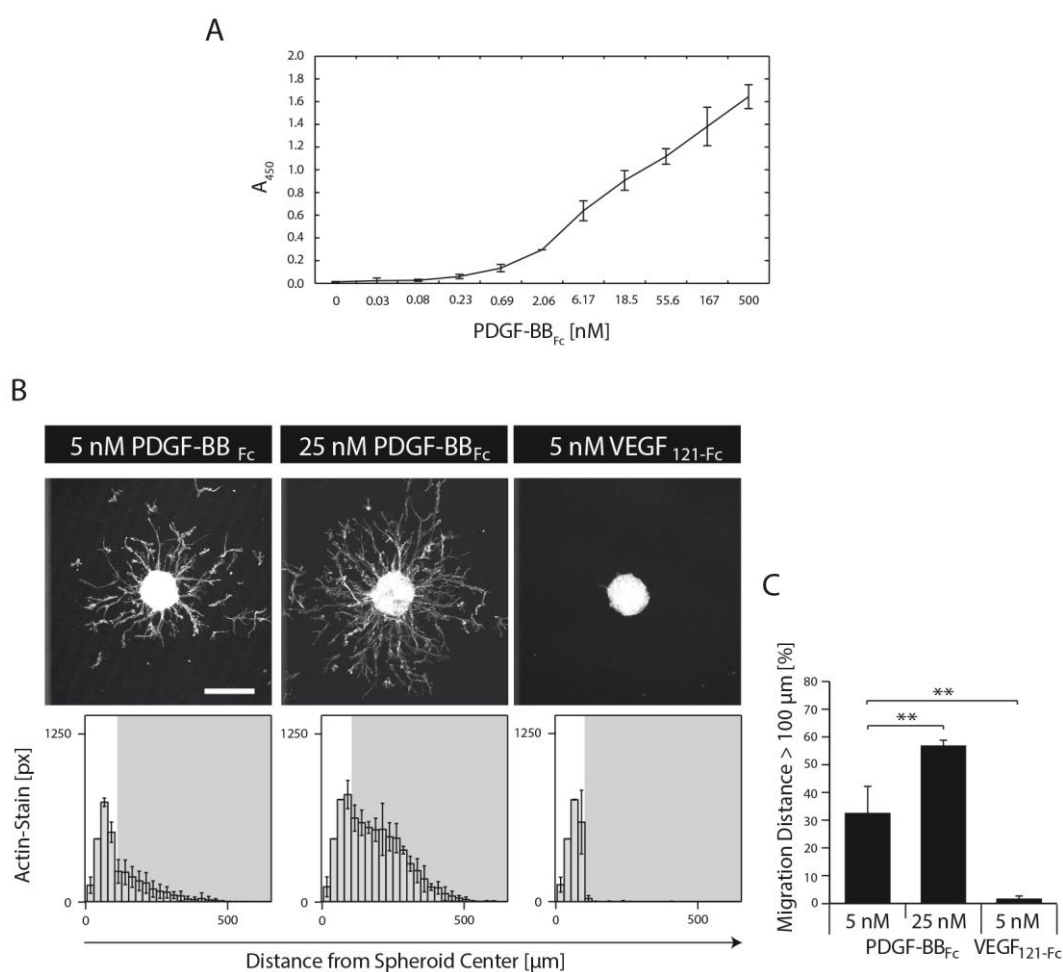 A
2.0
1.8
1.6
1.4
1.2
1.0
0.8
0.6
0.4
0.2
0.0
A450
0 0.03 0.08 0.23 0.69 2.06 6.17 18.5 55.6 167 500
PDGF-BBFc [nM]
B
5 nM PDGF-BB Fc 25 nM PDGF-BBFc 5 nM VEGF 121-Fc
1250 1250 1250
0 0 0
Actin-Stain [px]
0 500 0 500 0 500
Distance from Spheroid Center [µm]
C
Migration Distance > 100 µm [%]
80
70
60
50
40
30
20
10
0
**
**
5 nM 25 nM 5 nM
PDGF-BBFc VEGF121-Fc